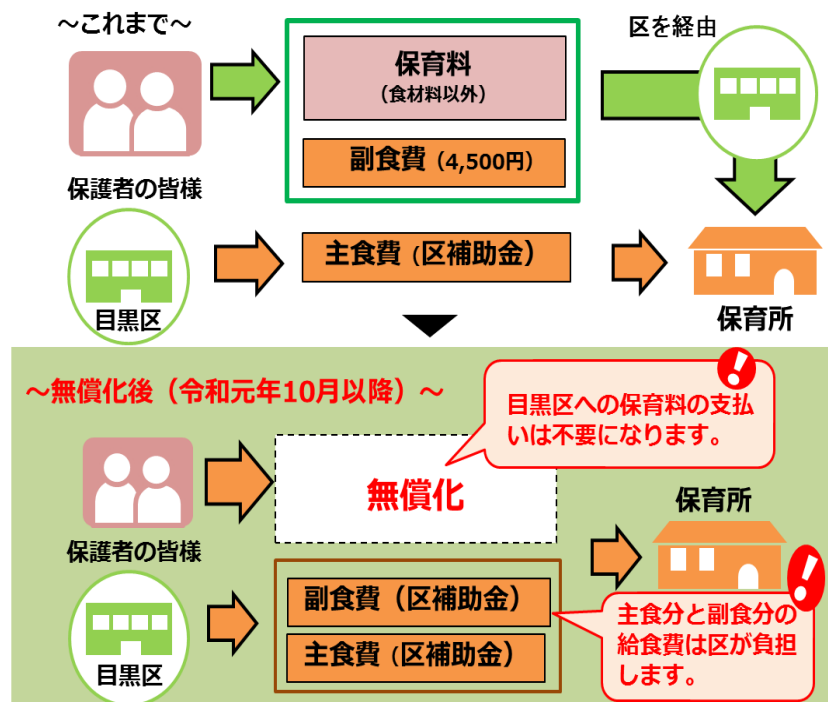 ～これまで～
区を経由
保育料
（食材料以外）
副食費（4,500円）
保護者の皆様
主食費（区補助金）
目黒区
保育所
～無償化後（令和元年10月以降）～
目黒区への保育料の支払
いは不要になります。
無償化
保育所
保護者の皆様
副食費（区補助金）
主食費（区補助金）
目黒区
主食分と副食分の
給食費は区が負担
します。